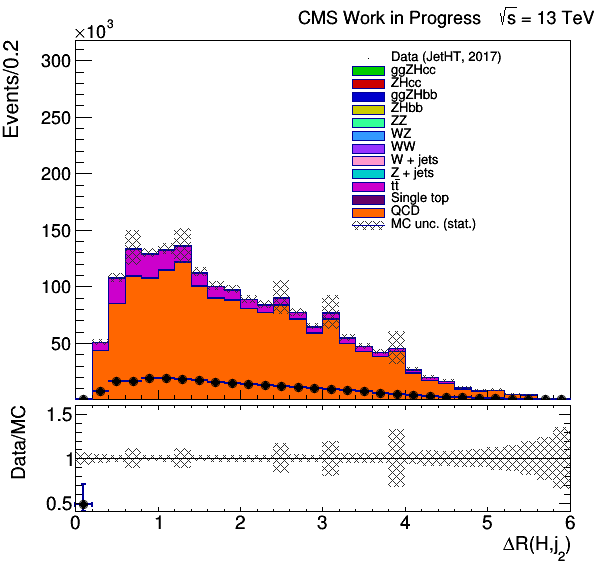 CMS Work in Progress √s = 13 TeV
×10³
Events/0.2
300
250
200
150
100
50
Data (JetHT, 2017)
ggZHcc
ZHcc
ggZHbb
ZHbb
ZZ
WZ
WW
W + jets
Z + jets
tt̄
Single top
QCD
MC unc. (stat.)
Data/MC
1.5
1
0.5
0 1 2 3 4 5 6
ΔR(H,j₂)